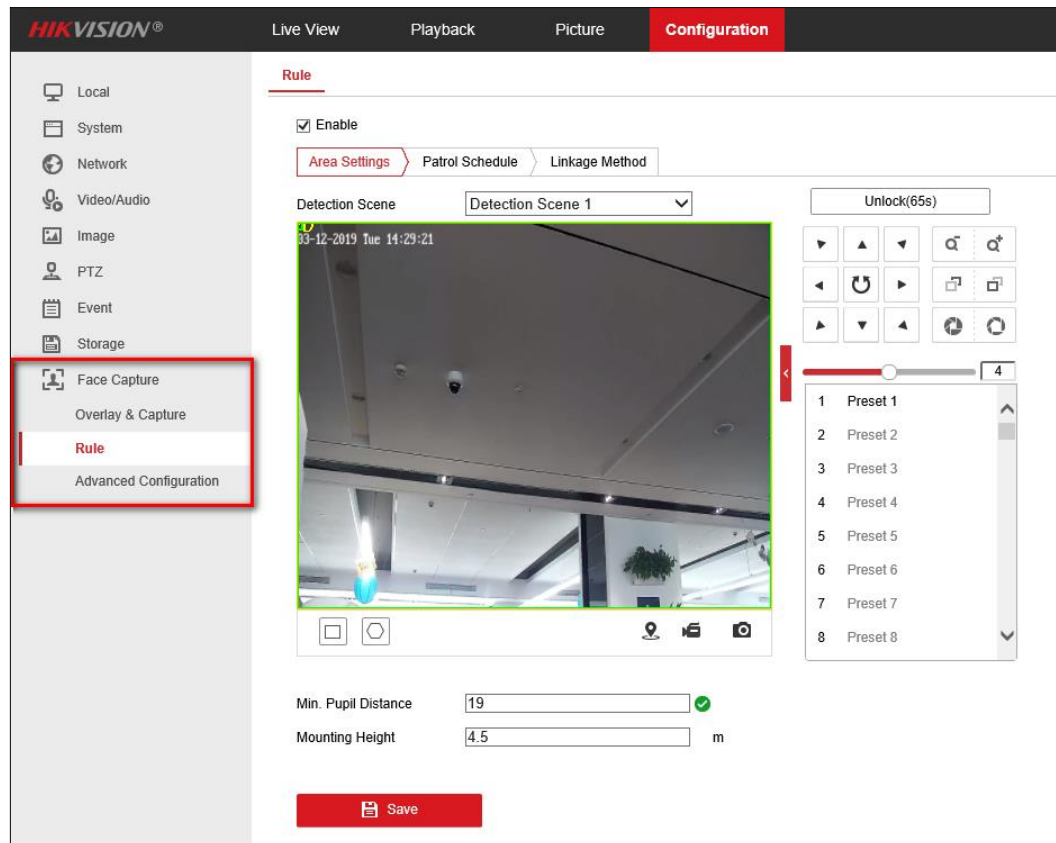 HIKVISION®
Live View Playback Picture Configuration
Local
System
Network
Video/Audio
Image
PTZ
Event
Storage
Face Capture
Overlay & Capture
Rule
Advanced Configuration
Rule
Enable
Area Settings Patrol Schedule Linkage Method
Detection Scene Detection Scene 1
Unlock(65s)
03-12-2019 Tue 14:29:21
4
1 Preset 1
2 Preset 2
3 Preset 3
4 Preset 4
5 Preset 5
6 Preset 6
7 Preset 7
8 Preset 8
Min. Pupil Distance 19
Mounting Height 4.5 m
Save